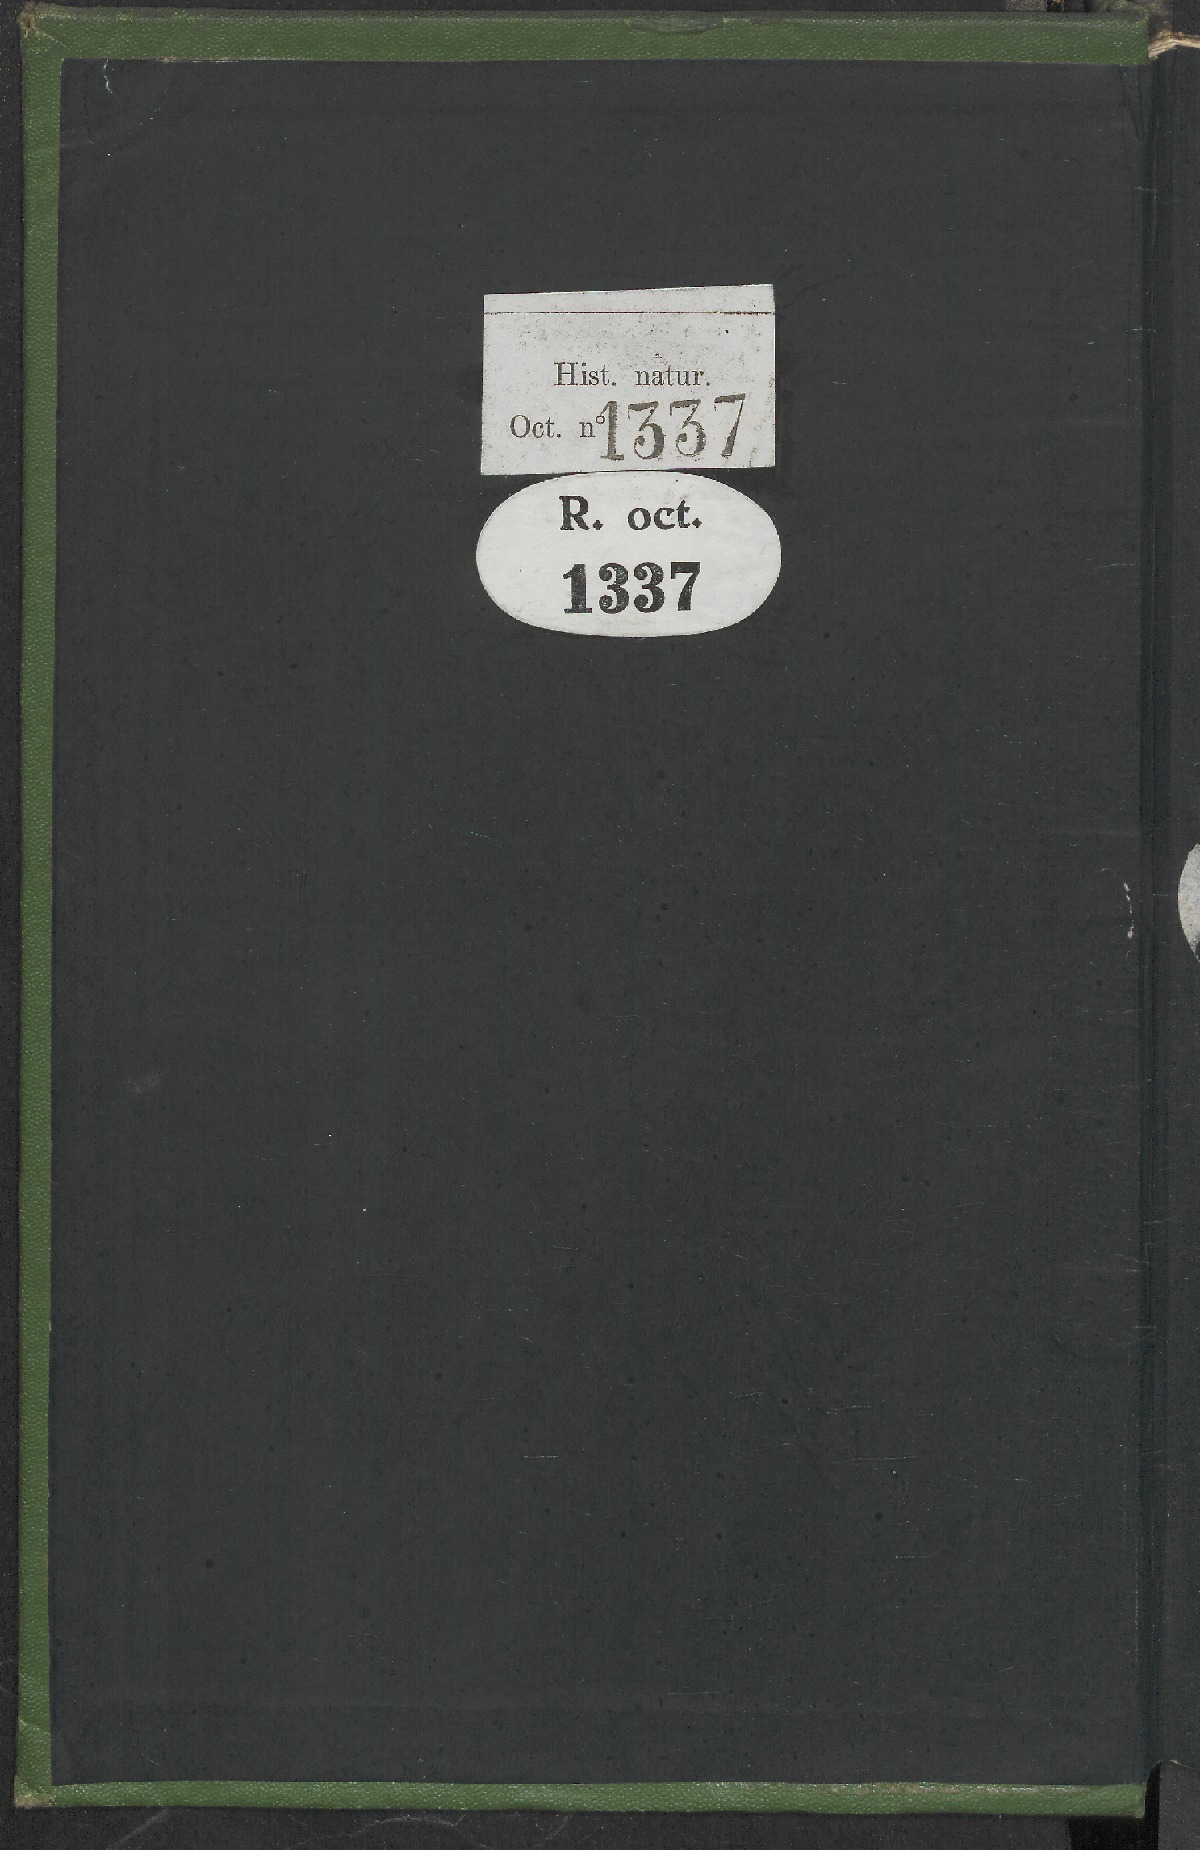 Hist. natur.
Oct. n° 1337
R. oct.
1337